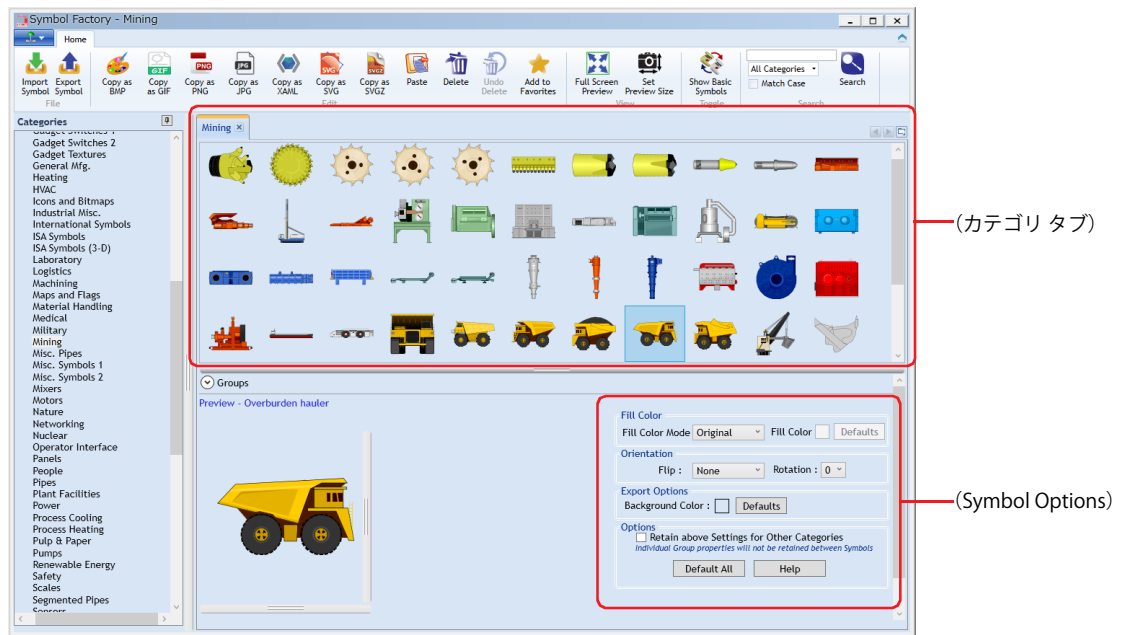 Symbol Factory - Mining
Home
Import Symbol
Export Symbol
Copy as BMP
GIF
Copy as GIF
PNG
Copy as PNG
JPG
Copy as JPG
Copy as XAML
SVG
Copy as SVG
SVGZ
Copy as SVGZ
Paste
Delete
Undo Delete
Add to Favorites
Full Screen Preview
Set Preview Size
Show Basic Symbols
All Categories
Match Case
Search
File
Edit
View
Toggle
Search
Categories
Gadget Switches 1
Gadget Switches 2
Gadget Textures
General Mfg.
Heating
HVAC
Icons and Bitmaps
Industrial Misc.
International Symbols
ISA Symbols
ISA Symbols (3-D)
Laboratory
Logistics
Machining
Maps and Flags
Material Handling
Medical
Military
Mining
Misc. Pipes
Misc. Symbols 1
Misc. Symbols 2
Mixers
Motors
Nature
Networking
Nuclear
Operator Interface
Panels
People
Pipes
Plant Facilities
Power
Process Cooling
Process Heating
Pulp & Paper
Pumps
Renewable Energy
Safety
Scales
Segmented Pipes
Sensors
Mining
(カテゴリ タブ)
Groups
Preview - Overburden hauler
Fill Color
Fill Color Mode Original Fill Color Defaults
Orientation
Flip : None Rotation : 0
Export Options
Background Color : Defaults
Options
Retain above Settings for Other Categories
Individual Group properties will not be retained between Symbols
Default All Help
(Symbol Options)